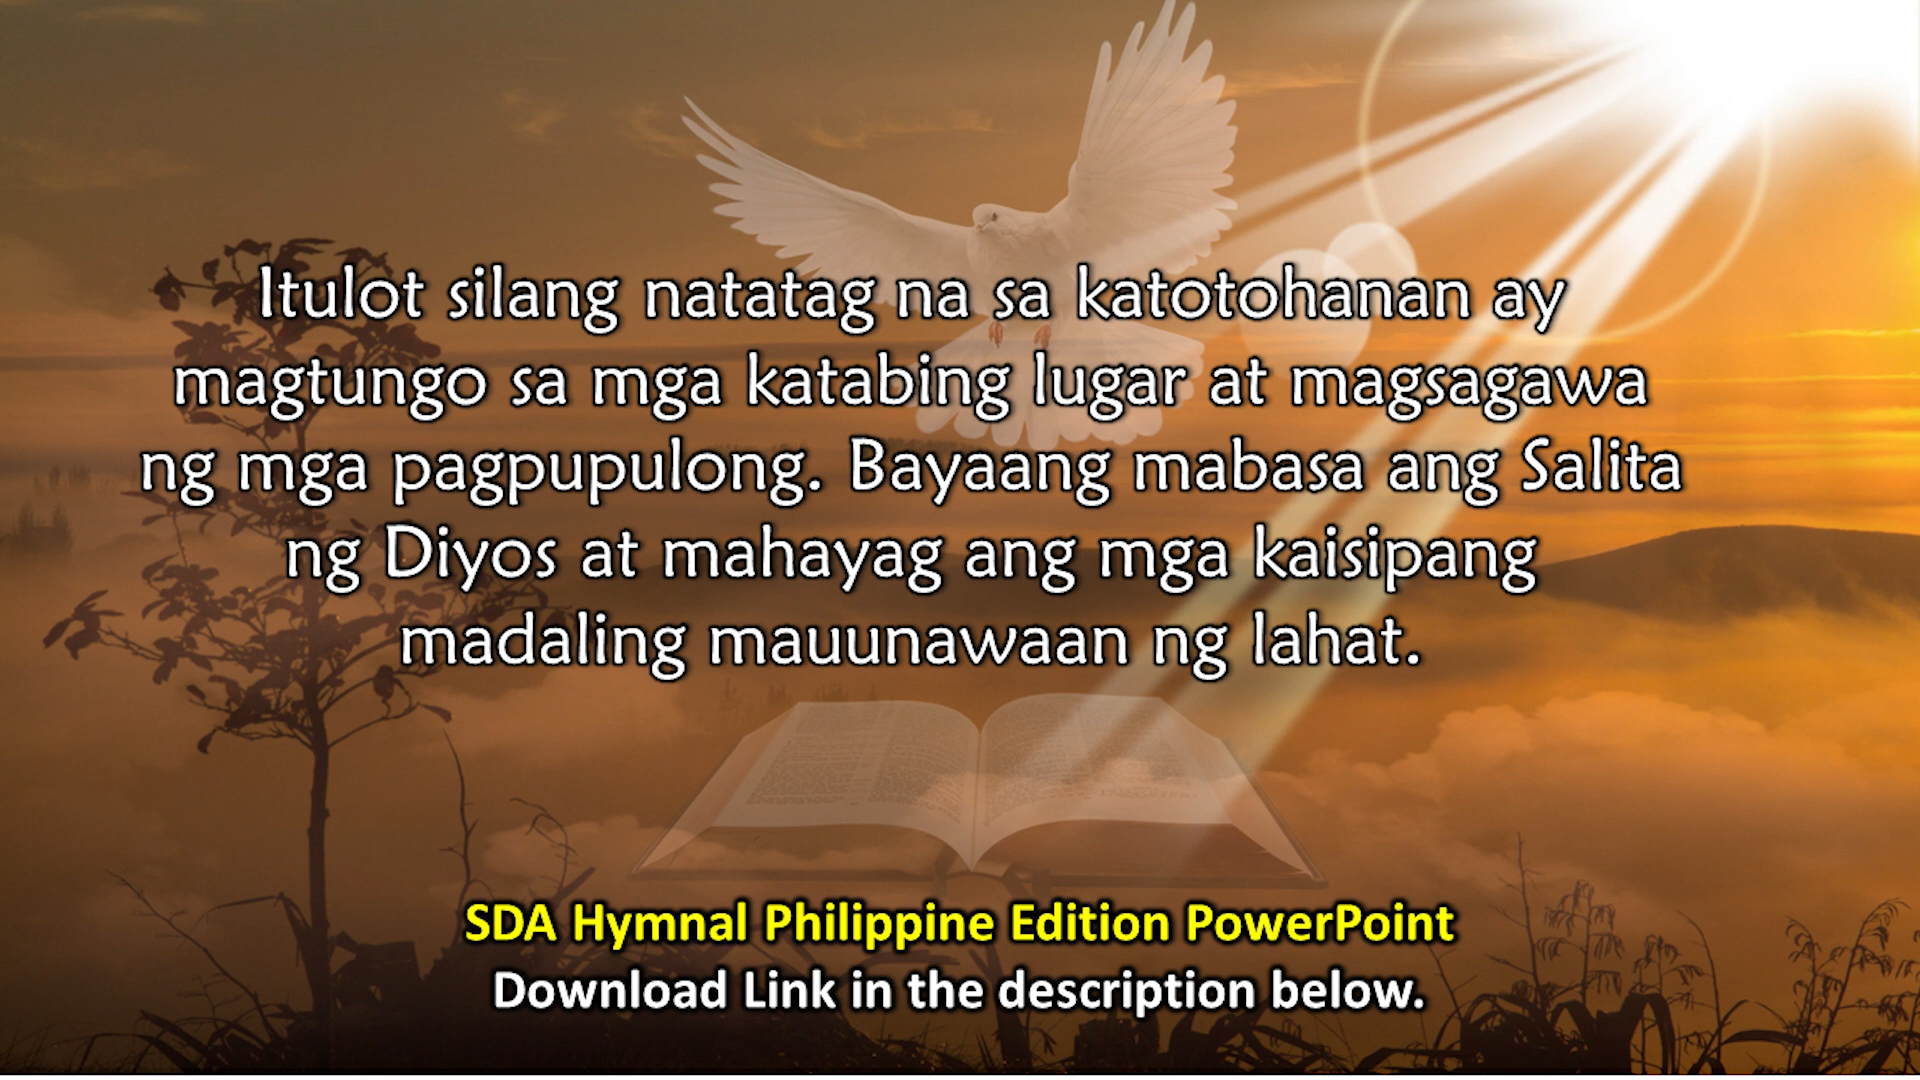 Itulot silang natatag na sa katotohanan ay
magtungo sa mga katabing lugar at magsagawa
ng mga pagpupulong. Bayaang mabasa ang Salita
ng Diyos at mahayag ang mga kaisipang
madaling mauunawaan ng lahat.
SDA Hymnal Philippine Edition PowerPoint
Download Link in the description below.